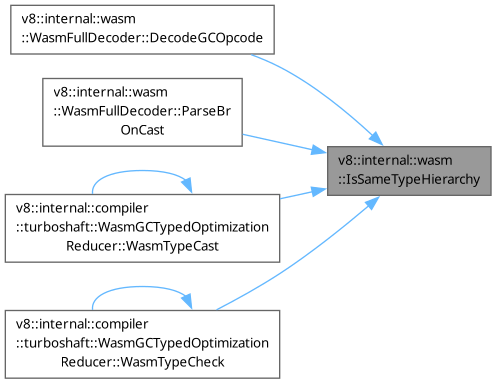 v8::internal::wasm
::WasmFullDecoder::DecodeGCOpcode
v8::internal::wasm
::WasmFullDecoder::ParseBr
OnCast
v8::internal::wasm
::IsSameTypeHierarchy
v8::internal::compiler
::turboshaft::WasmGCTypedOptimization
Reducer::WasmTypeCast
v8::internal::compiler
::turboshaft::WasmGCTypedOptimization
Reducer::WasmTypeCheck